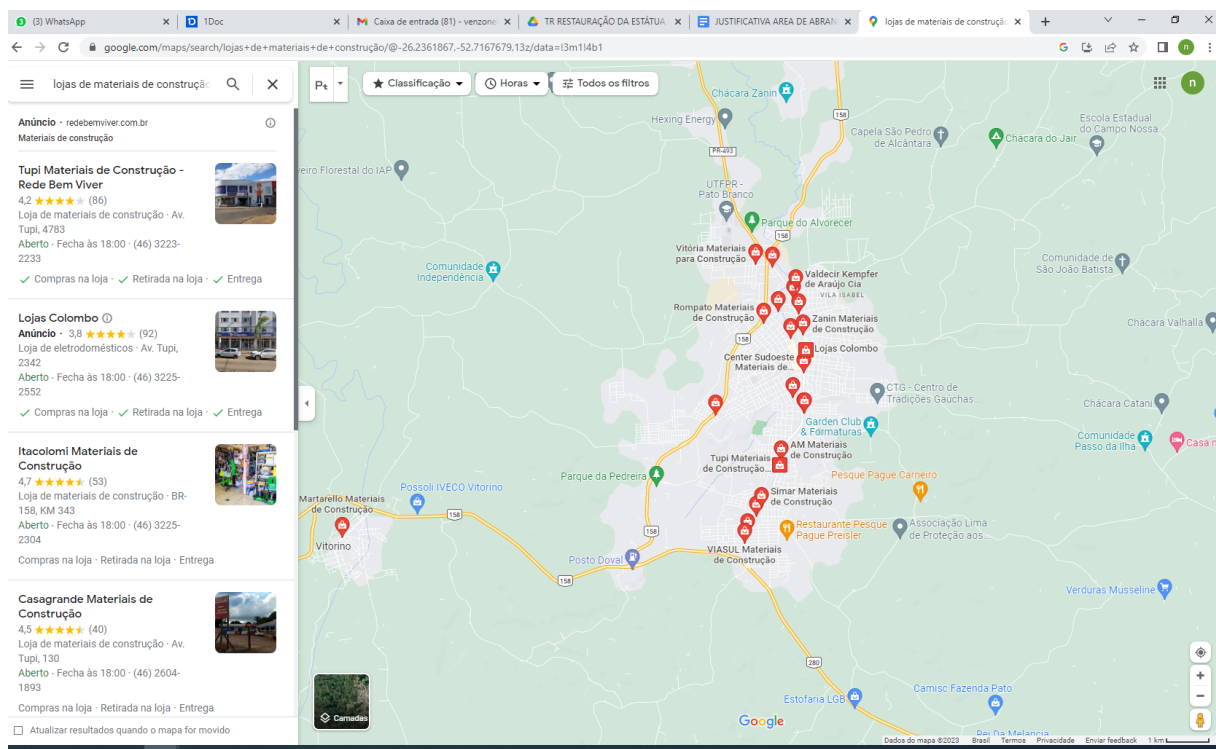 (3) WhatsApp
1Doc
Caixa de entrada (81) - venzone
TR RESTAURAÇÃO DA ESTÁTUA
JUSTIFICATIVA AREA DE ABRAN
lojas de materiais de construçã
google.com/maps/search/lojas+de+materiais+de+construção/@-26.2361867,-52.7167679,13z/data=!3m1!4b1
lojas de materiais de construçã
Classificação
Horas
Todos os filtros
Anúncio · redebemviver.com.br
Materiais de construção
Tupi Materiais de Construção -
Rede Bem Viver
4,2 (86)
Loja de materiais de construção · Av.
Tupi, 4783
Aberto · Fecha às 18:00 · (46) 3223-
2233
Compras na loja · Retirada na loja · Entrega
Lojas Colombo
Anúncio · 3,8 (92)
Loja de eletrodomésticos · Av. Tupi,
2342
Aberto · Fecha às 18:00 · (46) 3225-
2552
Compras na loja · Retirada na loja · Entrega
Itacolomi Materiais de
Construção
4,7 (53)
Loja de materiais de construção · BR-
158, KM 343
Aberto · Fecha às 18:00 · (46) 3225-
2304
Compras na loja · Retirada na loja · Entrega
Casagrande Materiais de
Construção
4,5 (40)
Loja de materiais de construção · Av.
Tupi, 130
Aberto · Fecha às 18:00 · (46) 2604-
1893
Compras na loja · Retirada na loja · Entrega
Atualizar resultados quando o mapa for movido
n
n
Chácara Zanin
Hexing Energy
158
Capela São Pedro
de Alcântara
Chácara do Jair
Escola Estadual
do Campo Nossa...
PR-493
veiro Florestal do IAP
UTFPR -
Pato Branco
Parque do Alvorecer
158
Vitória Materiais
para Construção
Comunidade
Independência
Comunidade de
São João Batista
Valdecir Kempfer
de Araújo Cia
VILA ISABEL
Rompato Materiais
de Construção
Zanin Materiais
de Construção
Chácara Valhalla
158
Lojas Colombo
Center Sudoeste
Materiais de...
CTG - Centro de
Tradições Gaúchas...
Chácara Catani
Garden Club
& Formaturas
Comunidade
Passo da Ilha
Casa n
AM Materiais
de Construção
Tupi Materiais
de Construção...
Parque da Pedreira
Pesque Pague Carneiro
Possoli IVECO Vitorino
Simar Materiais
de Construção
Martarello Materiais
de Construção
158
Vitorino
Restaurante Pesque
Pague Preisler
Associação Lima
de Proteção aos...
158
VIASUL Materiais
de Construção
Posto Doval
158
Verduras Musseline
280
Camisc Fazenda Pato
Estofaria LGB
Camadas
Google
Rei Da Melancia
Dados do mapa ©2023 Brasil Termos Privacidade Enviar feedback 1 km